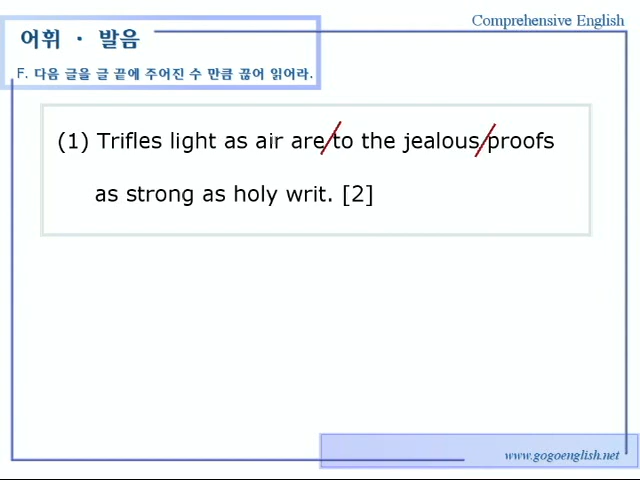 Comprehensive English
어휘 · 발음
F. 다음 글을 글 끝에 주어진 수 만큼 끊어 읽어라.
(1) Trifles light as air are/to the jealous/proofs
as strong as holy writ. [2]
www.gogoenglish.net